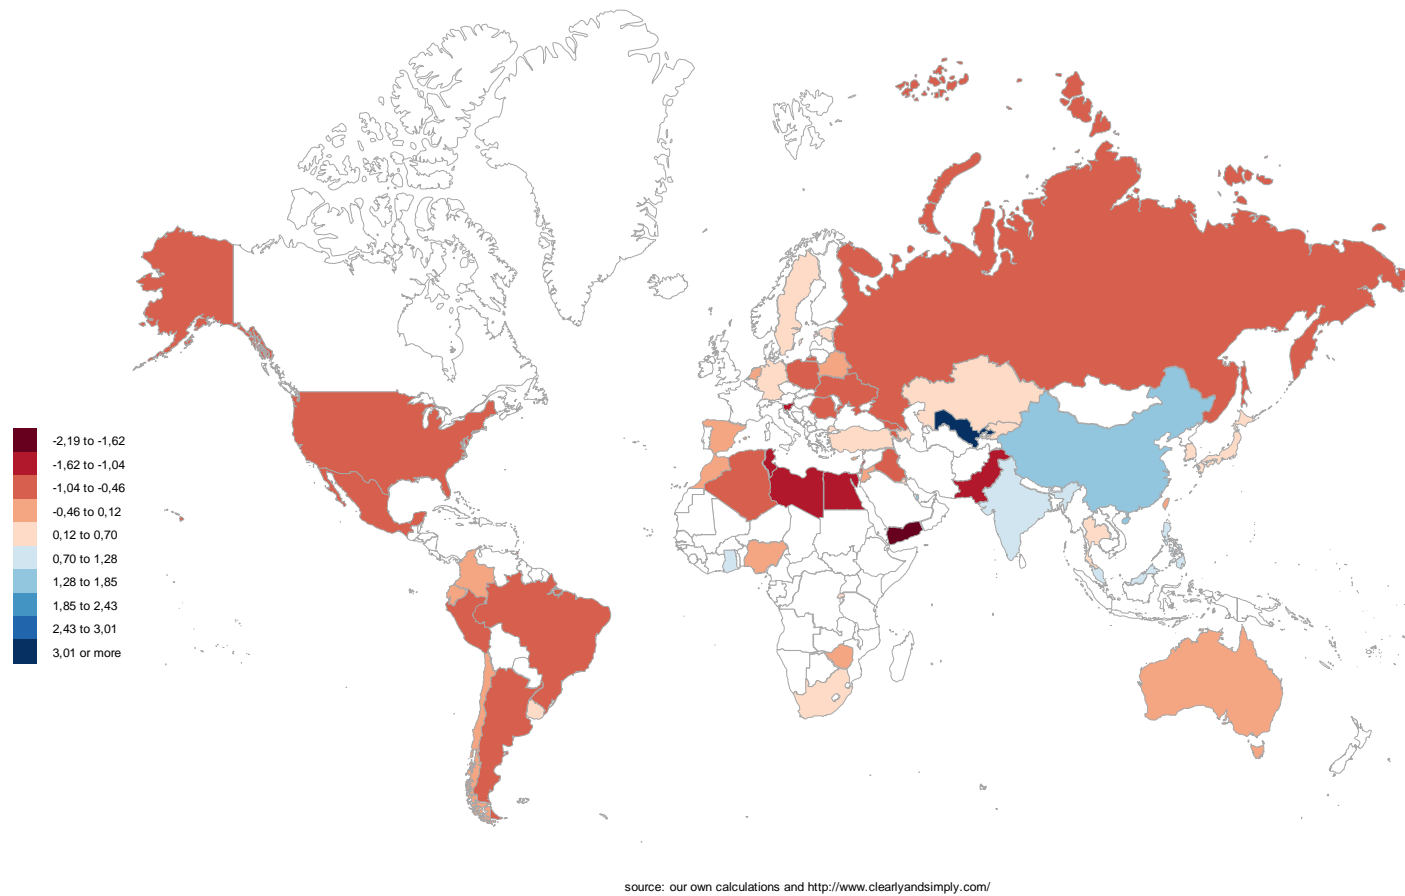 -2,19 to -1,62
-1,62 to -1,04
-1,04 to -0,46
-0,46 to 0,12
0,12 to 0,70
0,70 to 1,28
1,28 to 1,85
1,85 to 2,43
2,43 to 3,01
3,01 or more
source: our own calculations and http://www.clearlyandsimply.com/